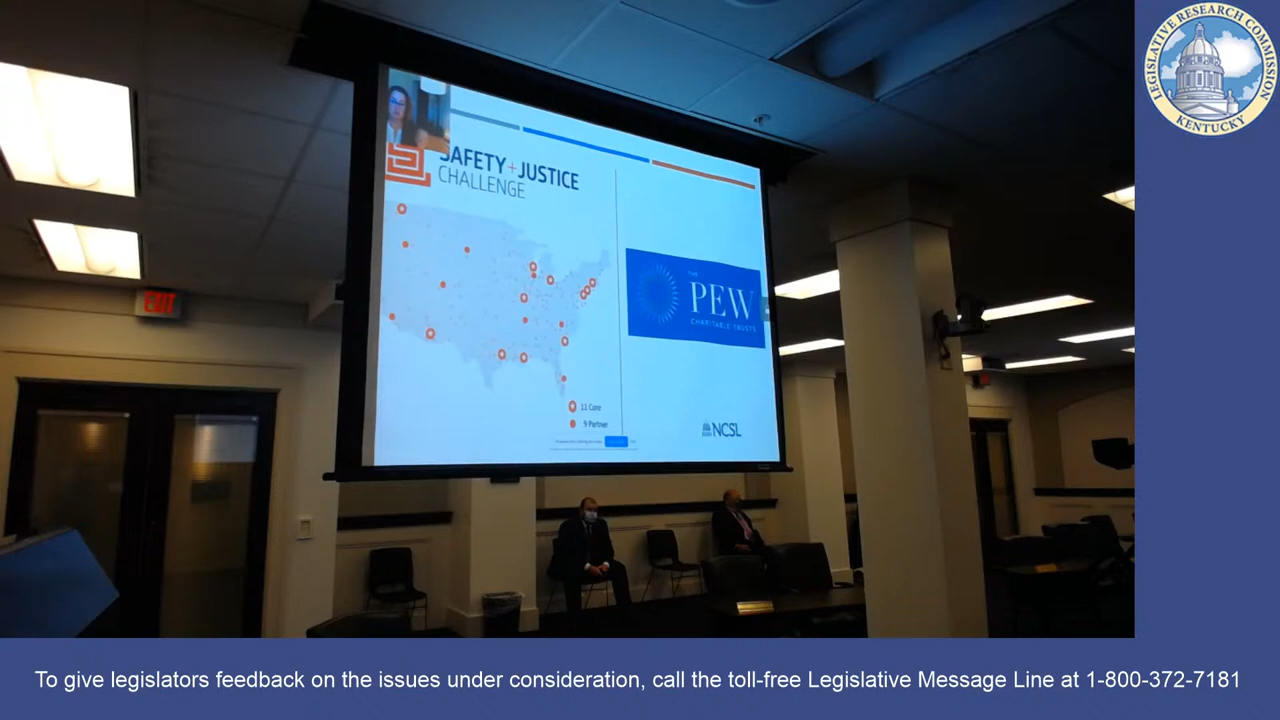 LEGISLATIVE RESEARCH COMMISSION
KENTUCKY
SAFETY+JUSTICE
CHALLENGE
EXIT
THE
PEW
CHARITABLE TRUSTS
11 Core
9 Partner
NCSL
To give legislators feedback on the issues under consideration, call the toll-free Legislative Message Line at 1-800-372-7181